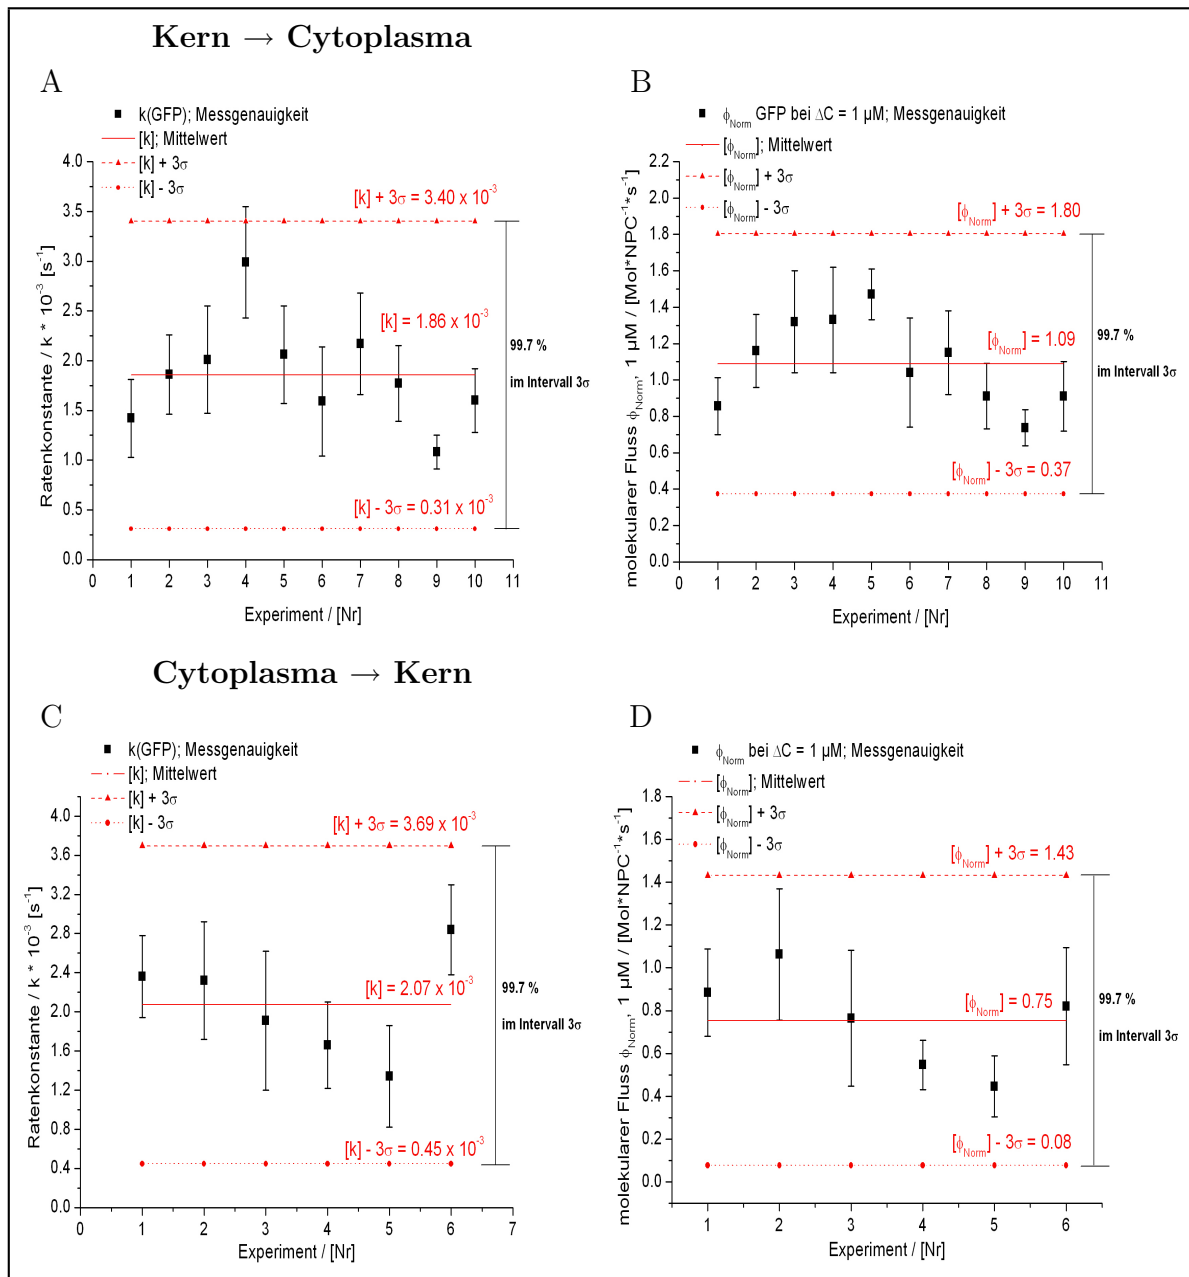 Kern → Cytoplasma
A
k(GFP); Messgenauigkeit
[k]; Mittelwert
[k] + 3σ
[k] - 3σ
4.0
3.5
3.0
2.5
2.0
1.5
1.0
0.5
0.0
Ratenkonstante / k * 10⁻³ [s⁻¹]
[k] + 3σ = 3.40 x 10⁻³
[k] = 1.86 x 10⁻³
[k] - 3σ = 0.31 x 10⁻³
99.7 %
im Intervall 3σ
0 1 2 3 4 5 6 7 8 9 10 11
Experiment / [Nr]
B
ϕNorm GFP bei ΔC = 1 µM; Messgenauigkeit
[ϕNorm]; Mittelwert
[ϕNorm] + 3σ
[ϕNorm] - 3σ
2.2
2.0
1.8
1.6
1.4
1.2
1.0
0.8
0.6
0.4
0.2
0.0
molekularer Fluss ϕNorm, 1 µM / [Mol*NPC⁻¹*s⁻¹]
[ϕNorm] + 3σ = 1.80
[ϕNorm] = 1.09
[ϕNorm] - 3σ = 0.37
99.7 %
im Intervall 3σ
0 1 2 3 4 5 6 7 8 9 10 11
Experiment / [Nr]
Cytoplasma → Kern
C
k(GFP); Messgenauigkeit
[k]; Mittelwert
[k] + 3σ
[k] - 3σ
4.0
3.6
3.2
2.8
2.4
2.0
1.6
1.2
0.8
0.4
0.0
Ratenkonstante / k * 10⁻³ [s⁻¹]
[k] + 3σ = 3.69 x 10⁻³
[k] = 2.07 x 10⁻³
[k] - 3σ = 0.45 x 10⁻³
99.7 %
im Intervall 3σ
0 1 2 3 4 5 6 7
Experiment / [Nr]
D
ϕNorm bei ΔC = 1 µM; Messgenauigkeit
[ϕNorm]; Mittelwert
[ϕNorm] + 3σ
[ϕNorm] - 3σ
1.8
1.6
1.4
1.2
1.0
0.8
0.6
0.4
0.2
0.0
molekularer Fluss ϕNorm, 1 µM / [Mol*NPC⁻¹*s⁻¹]
[ϕNorm] + 3σ = 1.43
[ϕNorm] = 0.75
[ϕNorm] - 3σ = 0.08
99.7 %
im Intervall 3σ
1 2 3 4 5 6
Experiment / [Nr]